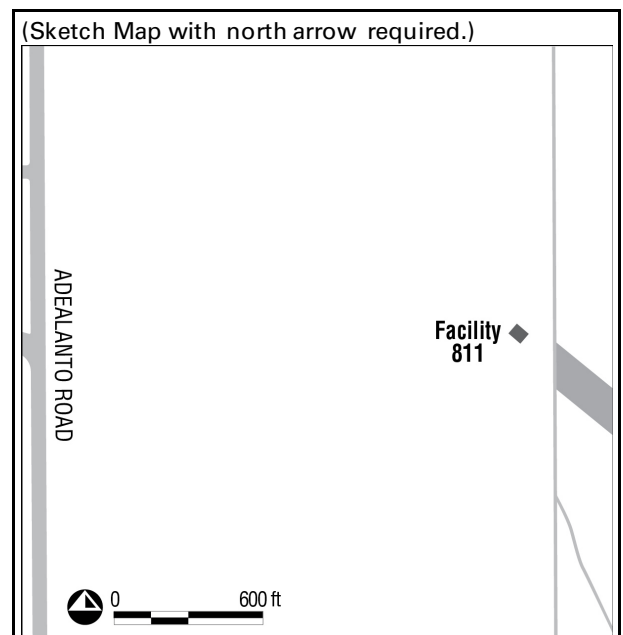 (Sketch Map with north arrow required.)
ADEALANTO ROAD
Facility
811
0 600 ft